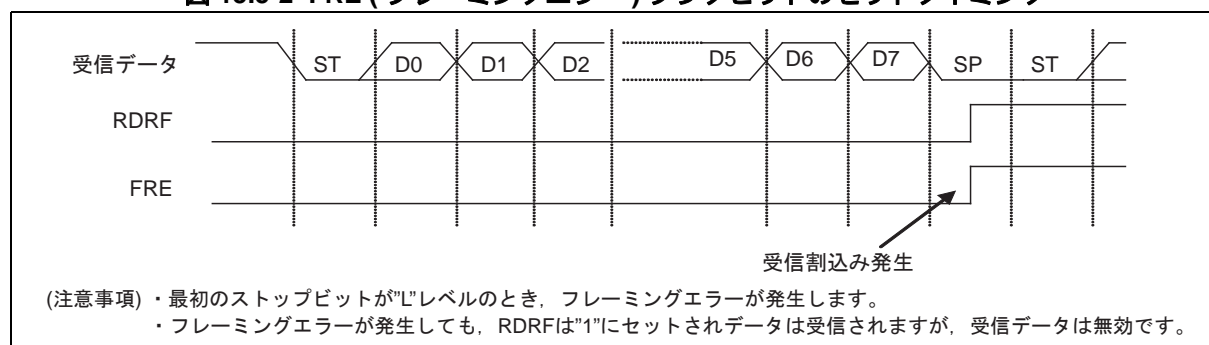 受信データ ST D0 D1 D2 D5 D6 D7 SP ST
RDRF
FRE
受信割込み発生
(注意事項) ・最初のストップビットが"L"レベルのとき，フレーミングエラーが発生します。
・フレーミングエラーが発生しても，RDRFは"1"にセットされデータは受信されますが，受信データは無効です。